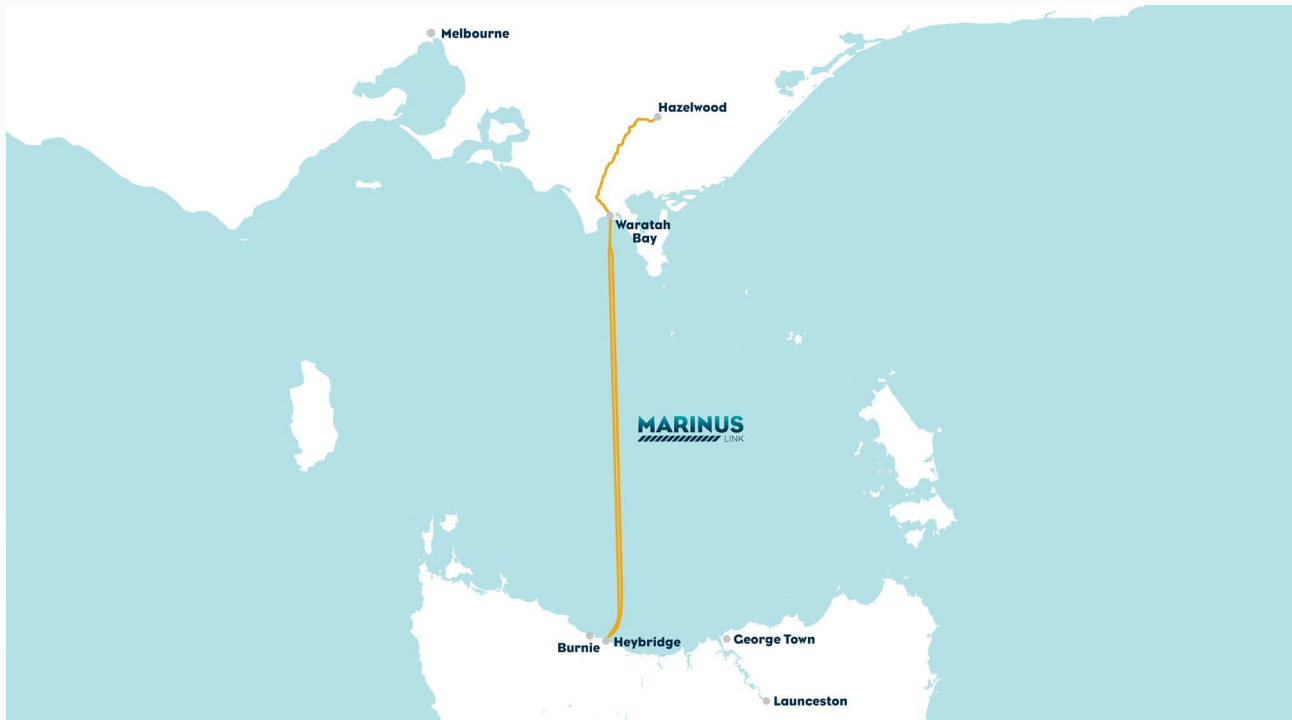 Melbourne
Hazelwood
Waratah
Bay
MARINUS
LINK
Burnie
Heybridge
George Town
Launceston